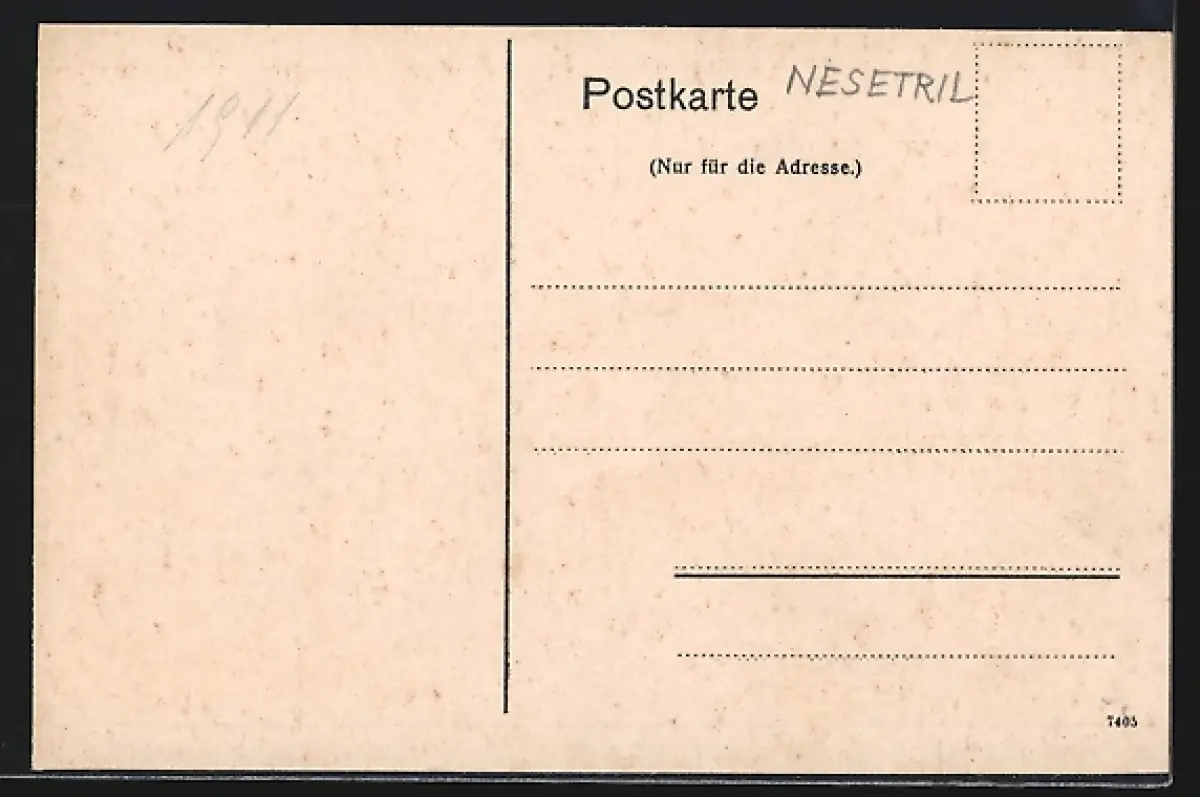 1911
Postkarte NESETRIL
(Nur für die Adresse.)
7405